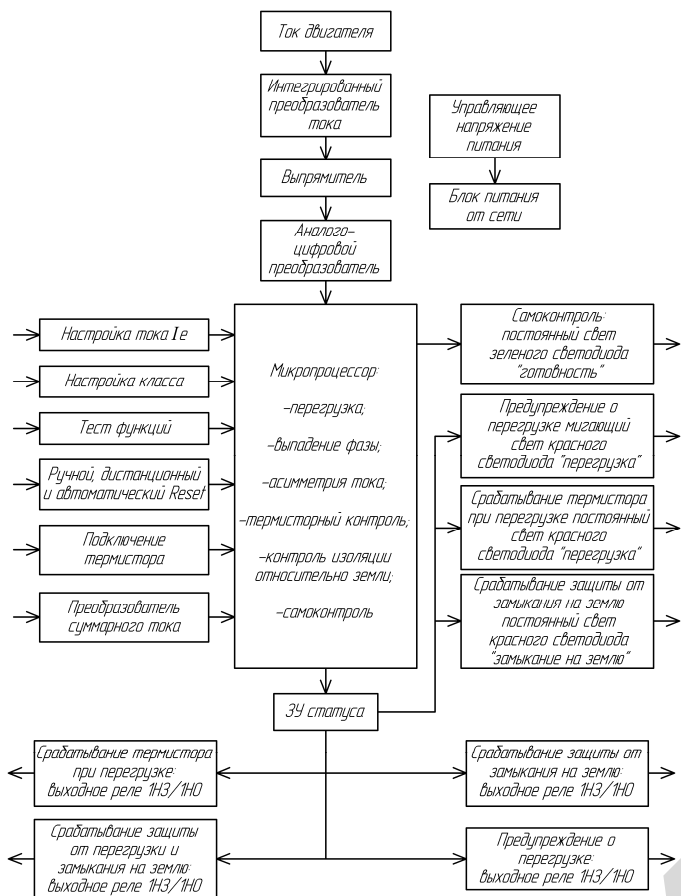 Ток двигателя
Интегрированный
преобразователь
тока
Управляющее
напряжение
питания
Выпрямитель
Блок питания
от сети
Аналого-
цифровой
преобразователь
Настройка тока Iе
Настройка класса
Тест функций
Ручной, дистанционный
и автоматический Reset
Подключение
термистора
Преобразователь
суммарного тока
Микропроцессор:
-перегрузка;
-выпадение фазы;
-асимметрия тока;
-термисторный контроль;
-контроль изоляции
относительно земли;
-самоконтроль
Самоконтроль:
постоянный свет
зеленого светодиода
"готовность"
Предупреждение о
перегрузке мигающий
свет красного
светодиода "перегрузка"
Срабатывание термистора
при перегрузке постоянный
свет красного
светодиода "перегрузка"
Срабатывание защиты от
замыкания на землю
постоянный свет
красного светодиода
"замыкание на землю"
ЗУ статуса
Срабатывание термистора
при перегрузке:
выходное реле 1НЗ/1НО
Срабатывание защиты от
замыкания на землю:
выходное реле 1НЗ/1НО
Срабатывание защиты
от перегрузки и
замыкания на землю:
выходное реле 1НЗ/1НО
Предупреждение о
перегрузке:
выходное реле 1НЗ/1НО